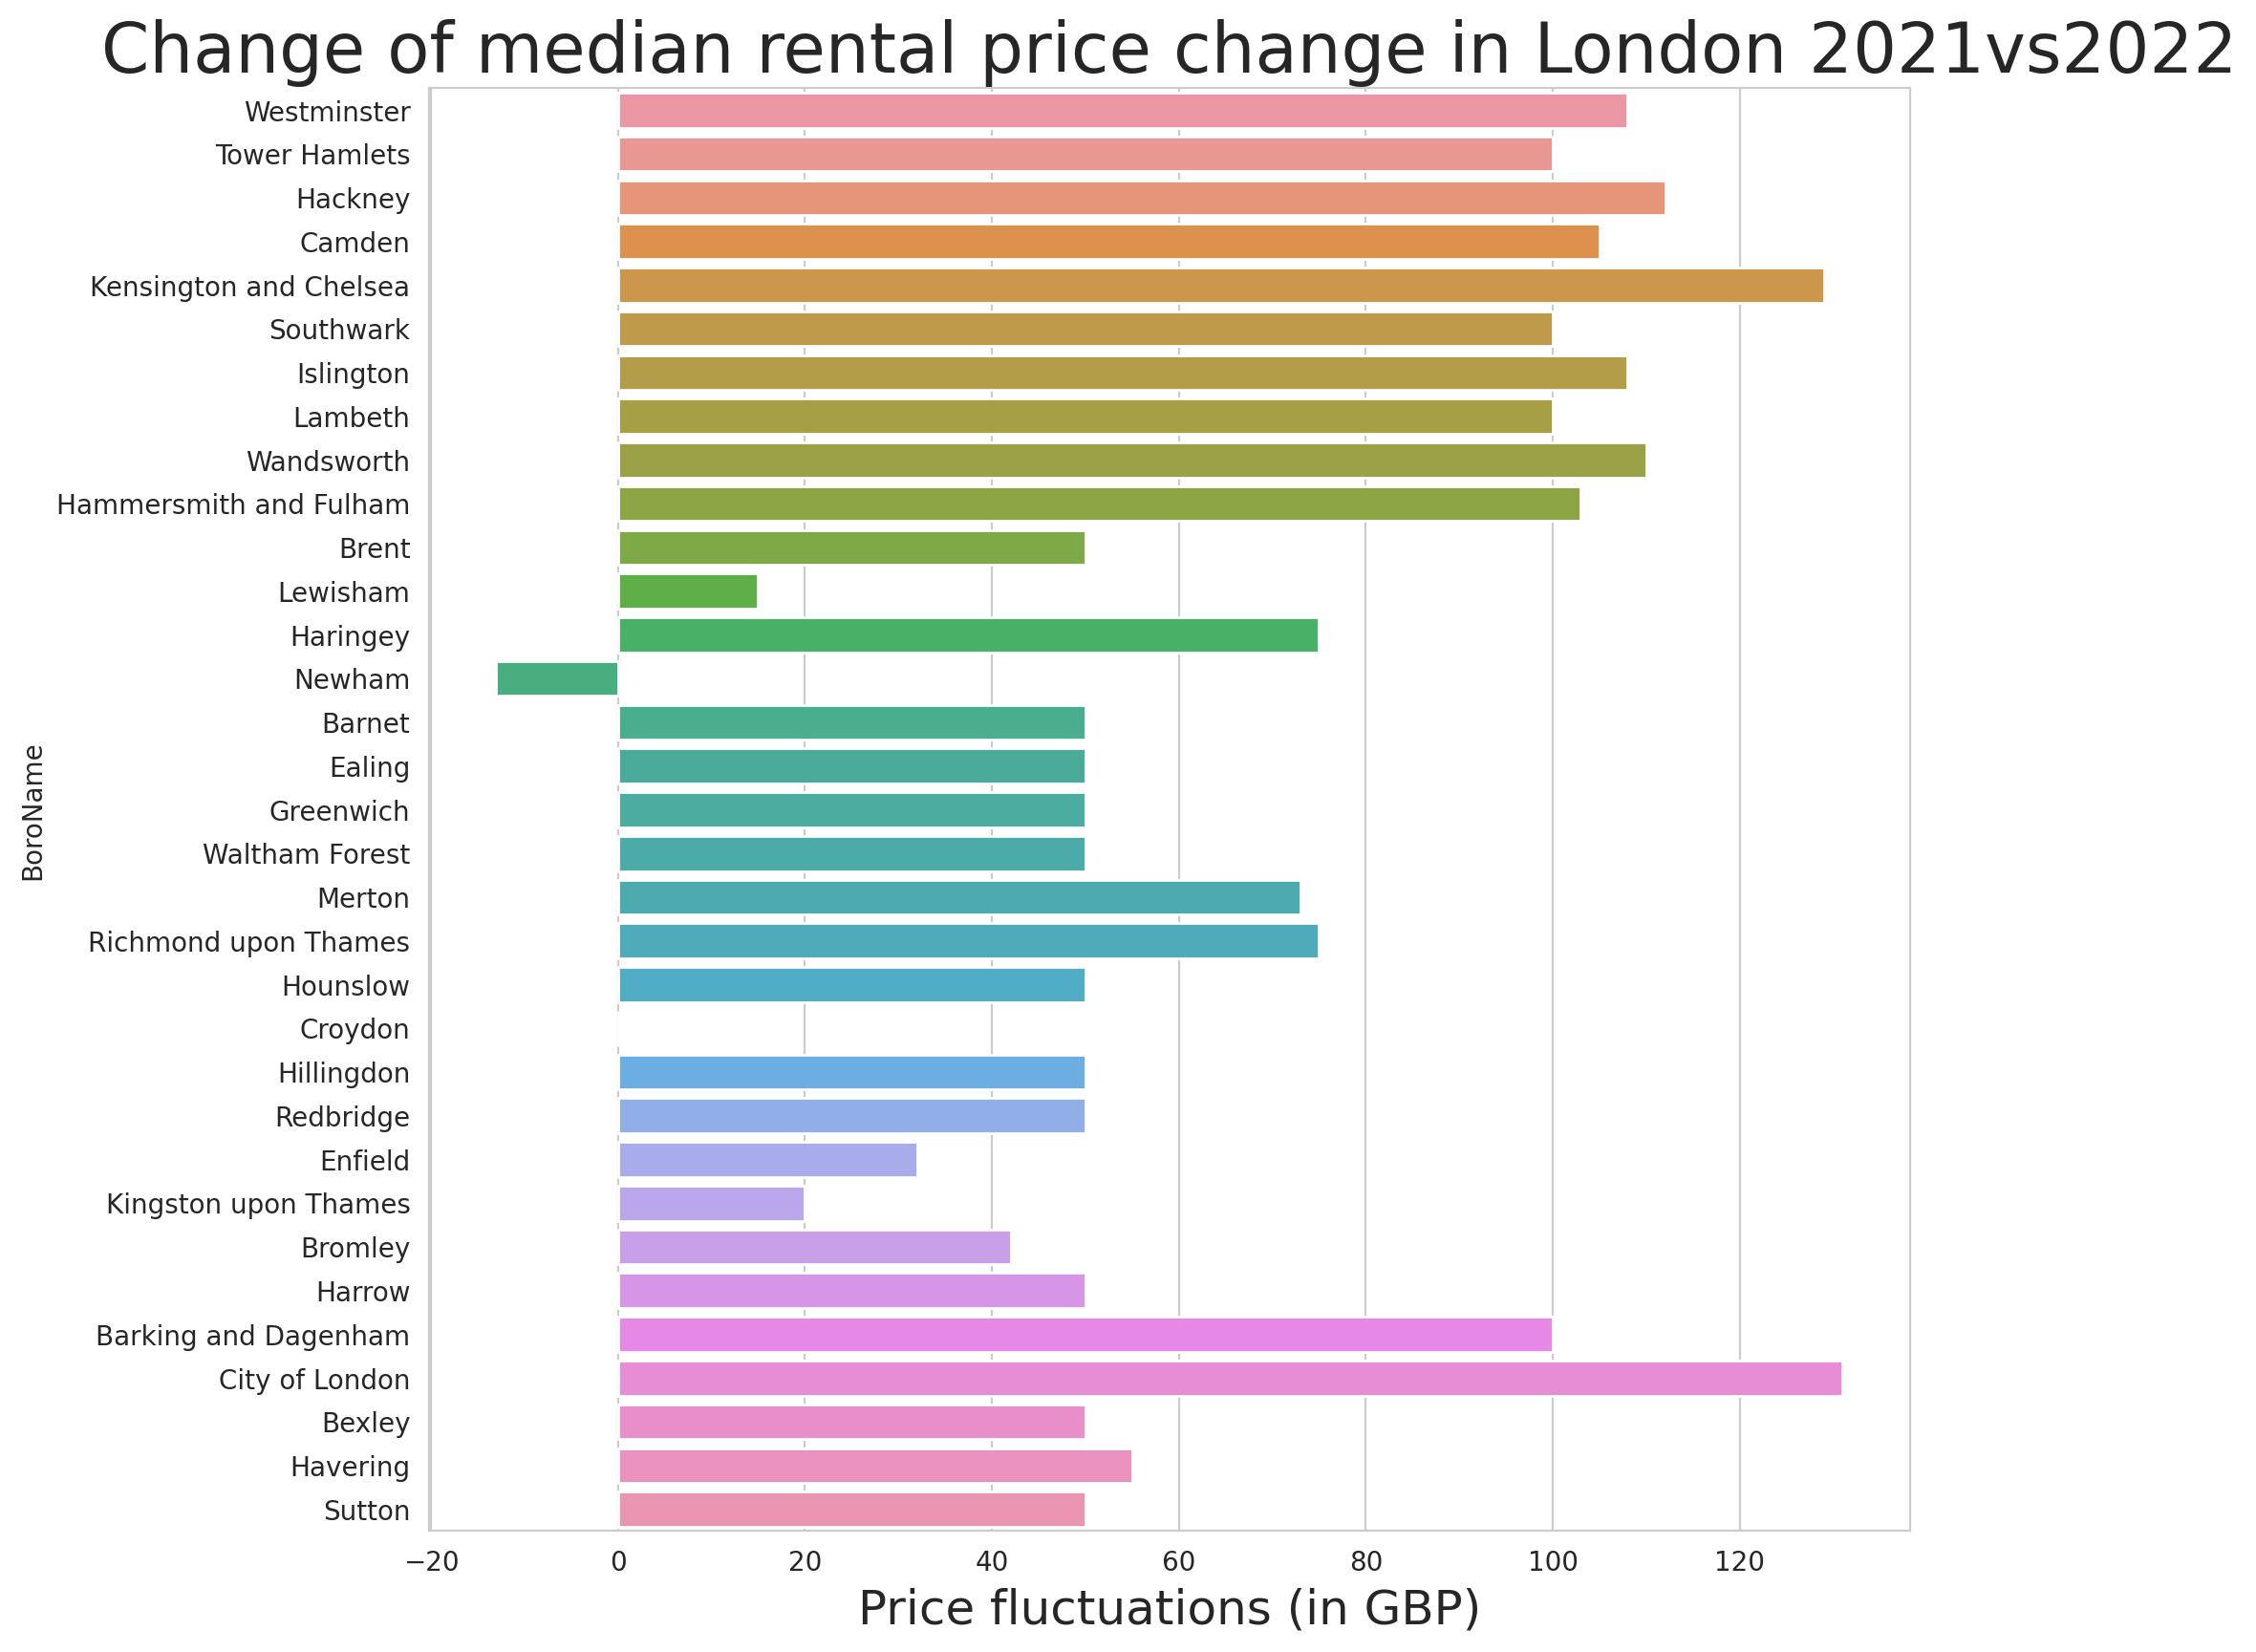 Change of median rental price change in London 2021vs2022
Westminster
Tower Hamlets
Hackney
Camden
Kensington and Chelsea
Southwark
Islington
Lambeth
Wandsworth
Hammersmith and Fulham
Brent
Lewisham
Haringey
Newham
Barnet
Ealing
Greenwich
Waltham Forest
Merton
Richmond upon Thames
Hounslow
Croydon
Hillingdon
Redbridge
Enfield
Kingston upon Thames
Bromley
Harrow
Barking and Dagenham
City of London
Bexley
Havering
Sutton
BoroName
−20 0 20 40 60 80 100 120
Price fluctuations (in GBP)